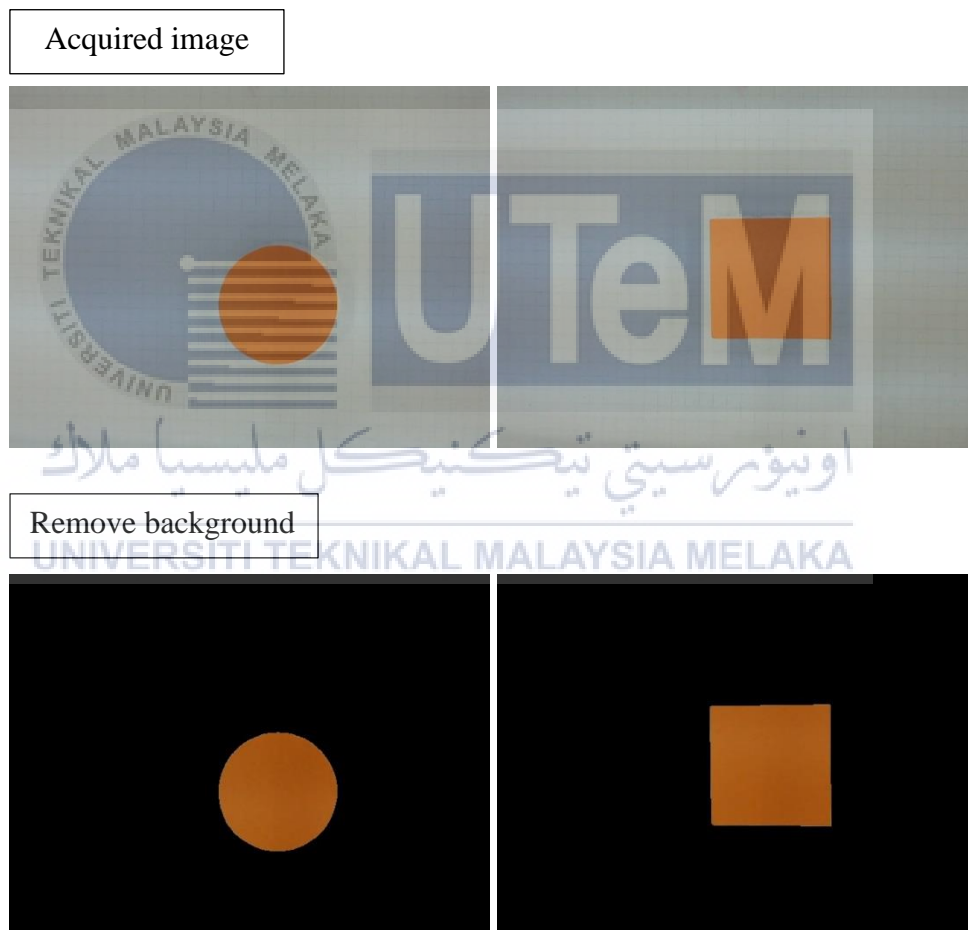 Acquired image
UNIVERSITI TEKNIKAL MALAYSIA MELAKA
UTeM
اونيۏرسيتي تيكنيكل مليسيا ملاك
Remove background
UNIVERSITI TEKNIKAL MALAYSIA MELAKA